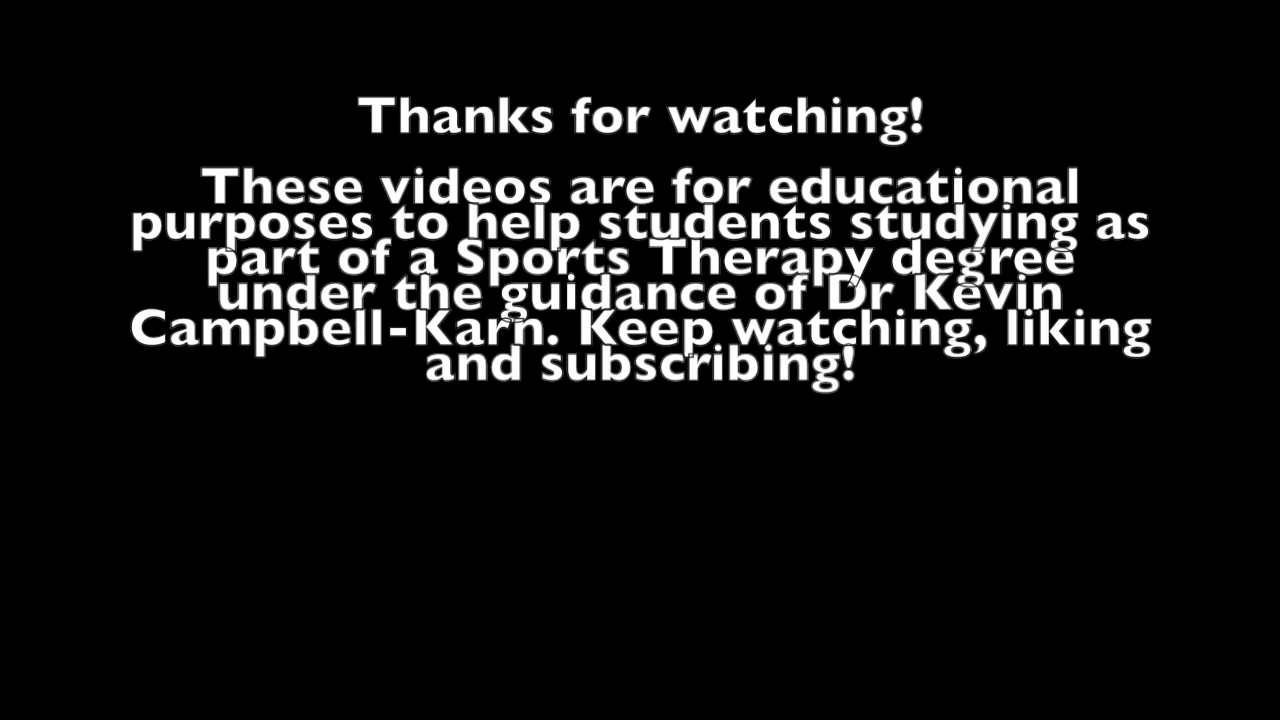 Thanks for watching!
These videos are for educational
purposes to help students studying as
part of a Sports Therapy degree
under the guidance of Dr Kevin
Campbell-Karn. Keep watching, liking
and subscribing!